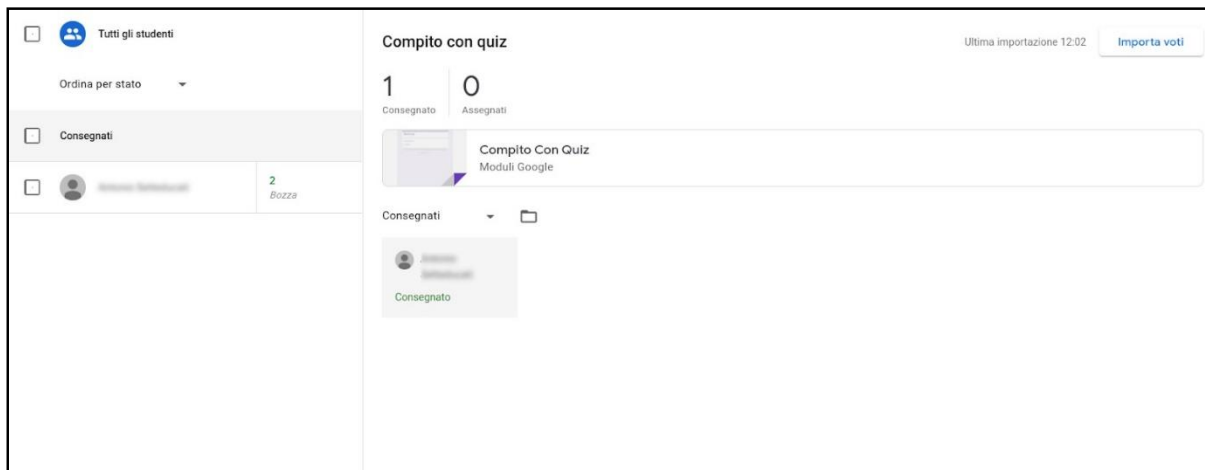 Tutti gli studenti
Ordina per stato
Consegnati
2
Bozza
Compito con quiz
Ultima importazione 12:02
Importa voti
1
Consegnato
0
Assegnati
Compito Con Quiz
Moduli Google
Consegnati
Consegnato